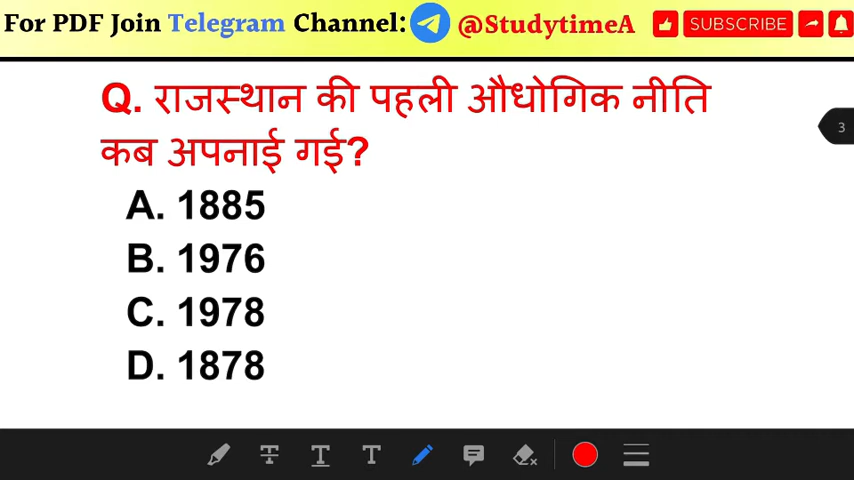 For PDF Join Telegram Channel: @StudytimeA SUBSCRIBE
Q. राजस्थान की पहली औधोगिक नीति
कब अपनाई गई?
3
A. 1885
B. 1976
C. 1978
D. 1878
T T T